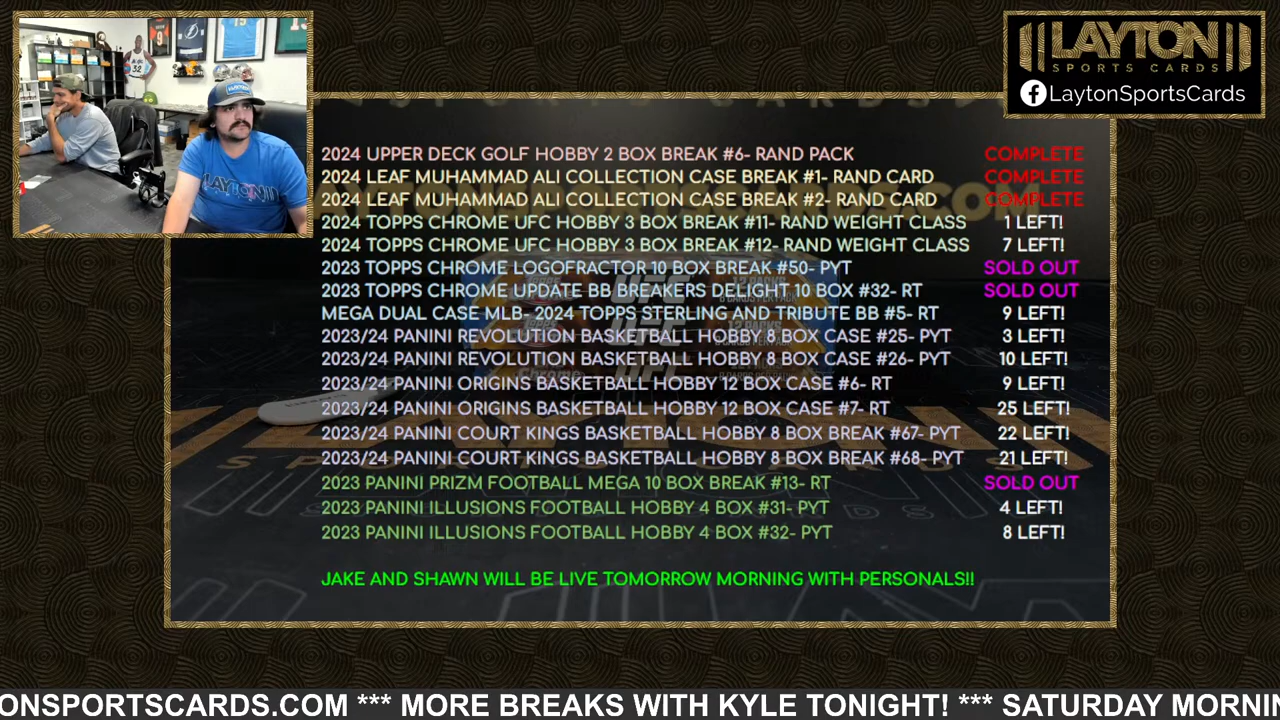 LAYTON
SPORTS CARDS
LaytonSportsCards
2024 UPPER DECK GOLF HOBBY 2 BOX BREAK #6- RAND PACK COMPLETE
2024 LEAF MUHAMMAD ALI COLLECTION CASE BREAK #1- RAND CARD COMPLETE
2024 LEAF MUHAMMAD ALI COLLECTION CASE BREAK #2- RAND CARD COMPLETE
2024 TOPPS CHROME UFC HOBBY 3 BOX BREAK #11- RAND WEIGHT CLASS 1 LEFT!
2024 TOPPS CHROME UFC HOBBY 3 BOX BREAK #12- RAND WEIGHT CLASS 7 LEFT!
2023 TOPPS CHROME LOGOFRACTOR 10 BOX BREAK #50- PYT SOLD OUT
2023 TOPPS CHROME UPDATE BB BREAKERS DELIGHT 10 BOX #32- RT SOLD OUT
MEGA DUAL CASE MLB- 2024 TOPPS STERLING AND TRIBUTE BB #5- RT 9 LEFT!
2023/24 PANINI REVOLUTION BASKETBALL HOBBY 8 BOX CASE #25- PYT 3 LEFT!
2023/24 PANINI REVOLUTION BASKETBALL HOBBY 8 BOX CASE #26- PYT 10 LEFT!
2023/24 PANINI ORIGINS BASKETBALL HOBBY 12 BOX CASE #6- RT 9 LEFT!
2023/24 PANINI ORIGINS BASKETBALL HOBBY 12 BOX CASE #7- RT 25 LEFT!
2023/24 PANINI COURT KINGS BASKETBALL HOBBY 8 BOX BREAK #67- PYT 22 LEFT!
2023/24 PANINI COURT KINGS BASKETBALL HOBBY 8 BOX BREAK #68- PYT 21 LEFT!
2023 PANINI PRIZM FOOTBALL MEGA 10 BOX BREAK #13- RT SOLD OUT
2023 PANINI ILLUSIONS FOOTBALL HOBBY 4 BOX #31- PYT 4 LEFT!
2023 PANINI ILLUSIONS FOOTBALL HOBBY 4 BOX #32- PYT 8 LEFT!
JAKE AND SHAWN WILL BE LIVE TOMORROW MORNING WITH PERSONALS!!
ONSPORTSCARDS.COM *** MORE BREAKS WITH KYLE TONIGHT! *** SATURDAY MORNIN